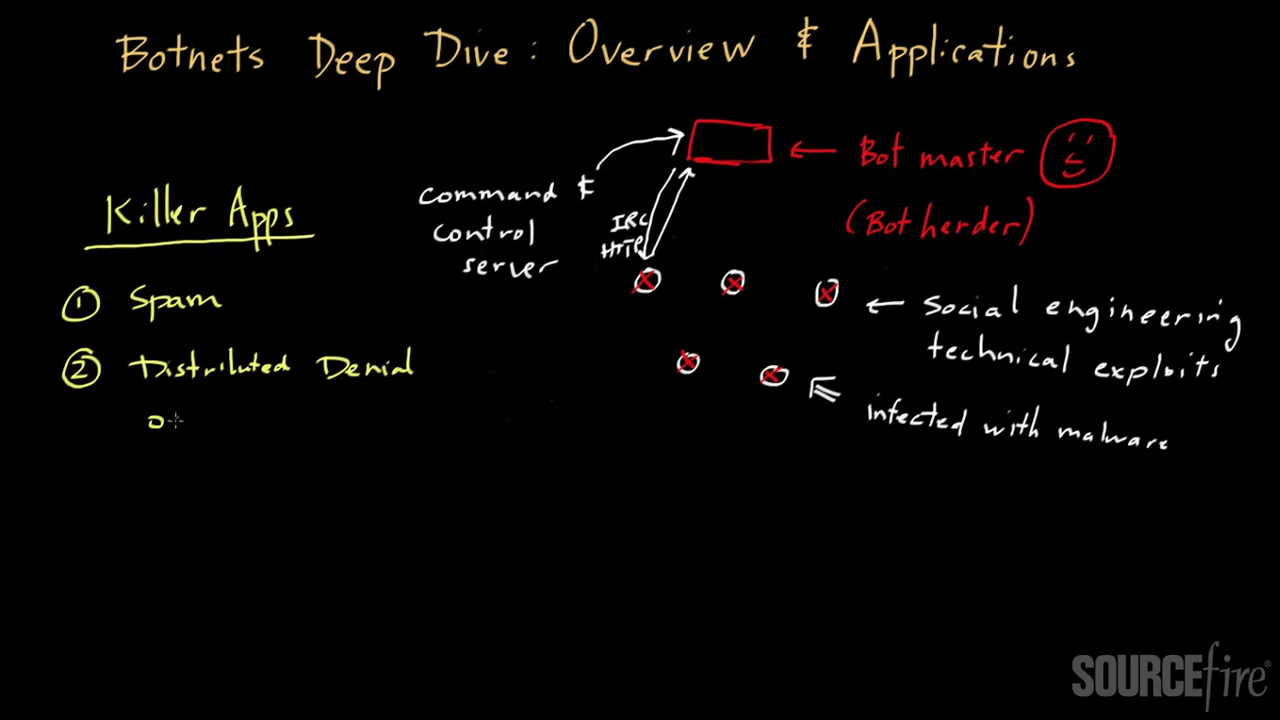 Botnets Deep Dive: Overview & Applications
Killer Apps
① Spam
② Distributed Denial
o
Command &
control
server
IRC
HTTP
← Bot master
(Bot herder)
← Social engineering
technical exploits
infected with malware
SOURCEfire®